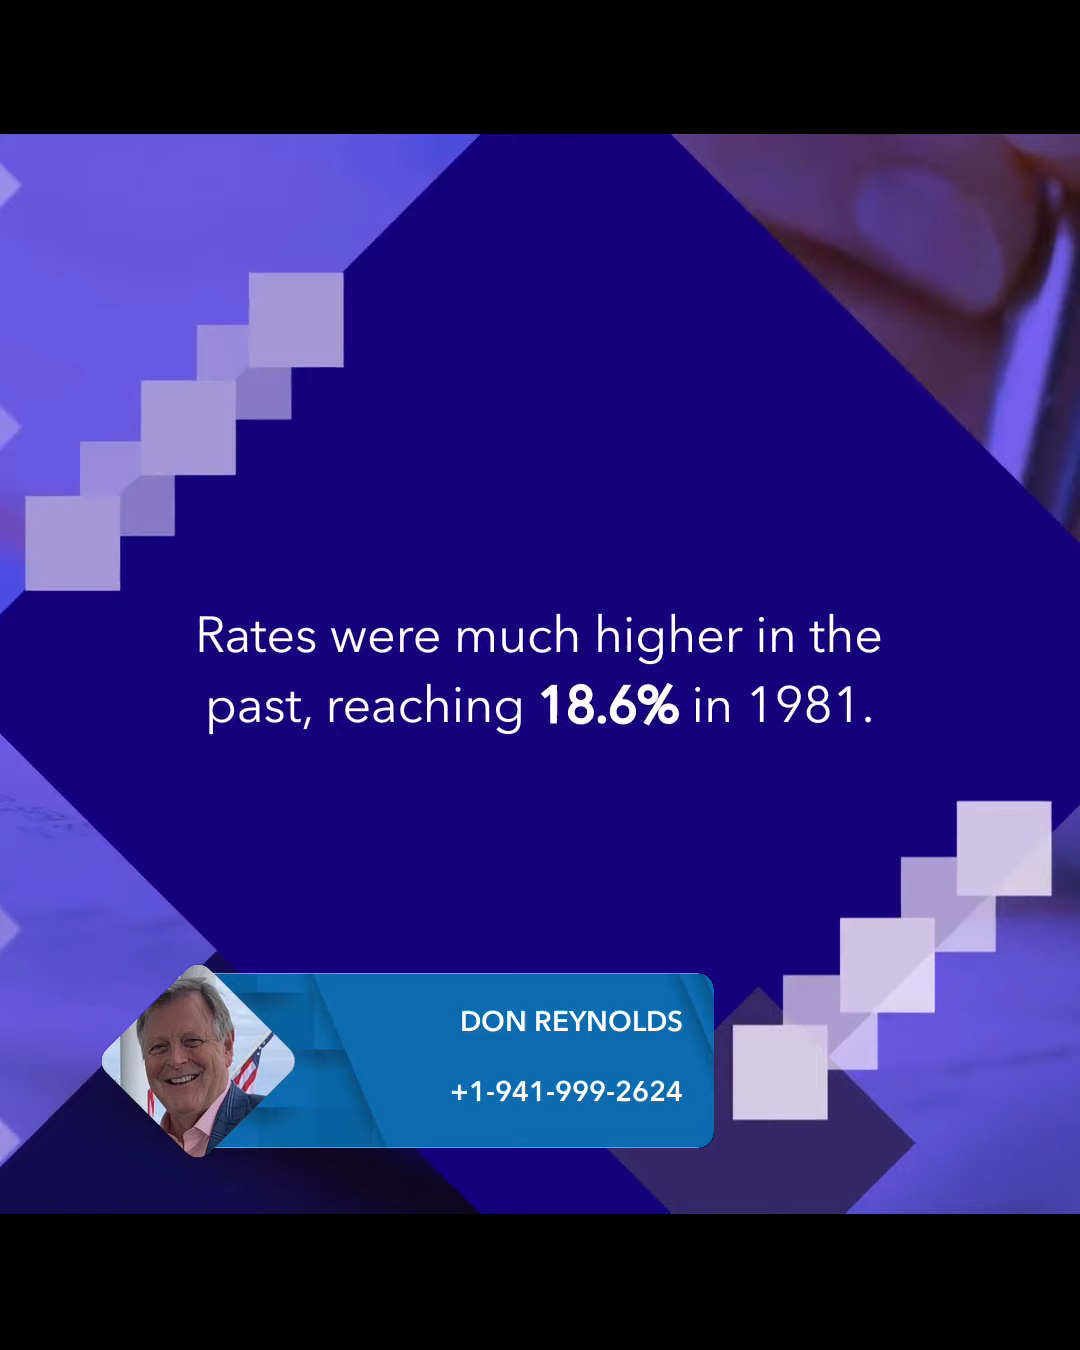 Rates were much higher in the
past, reaching 18.6% in 1981.
DON REYNOLDS
+1-941-999-2624